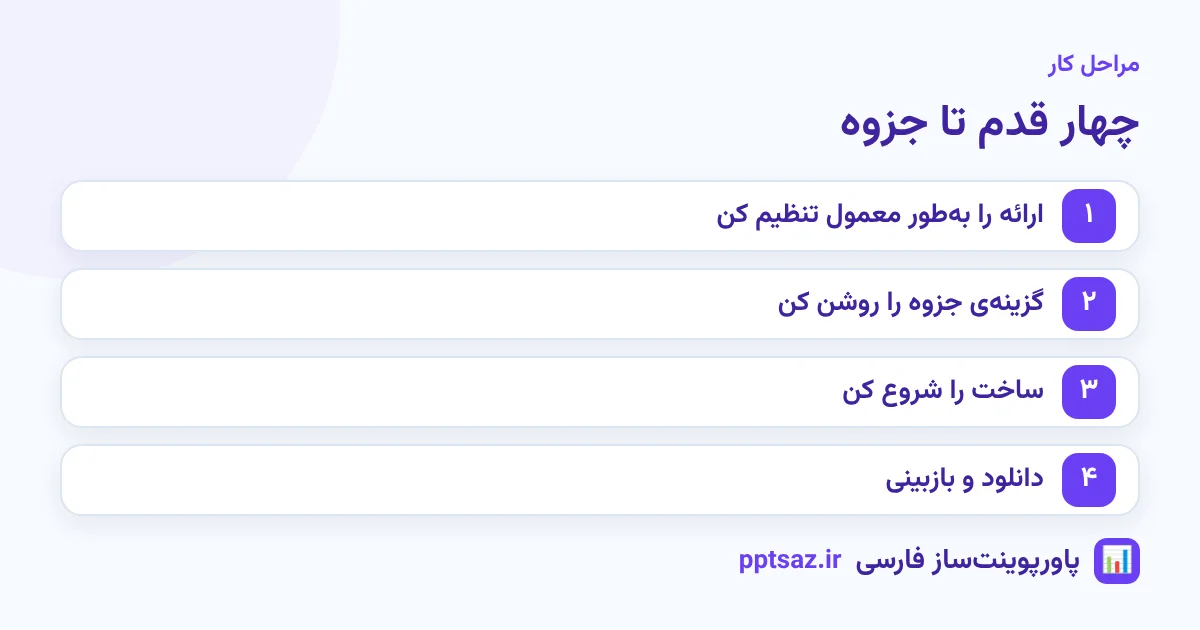 مراحل کار
چهار قدم تا جزوه
۱ ارائه را به‌طور معمول تنظیم کن
۲ گزینه‌ی جزوه را روشن کن
۳ ساخت را شروع کن
۴ دانلود و بازبینی
پاورپوینت‌ساز فارسی pptsaz.ir